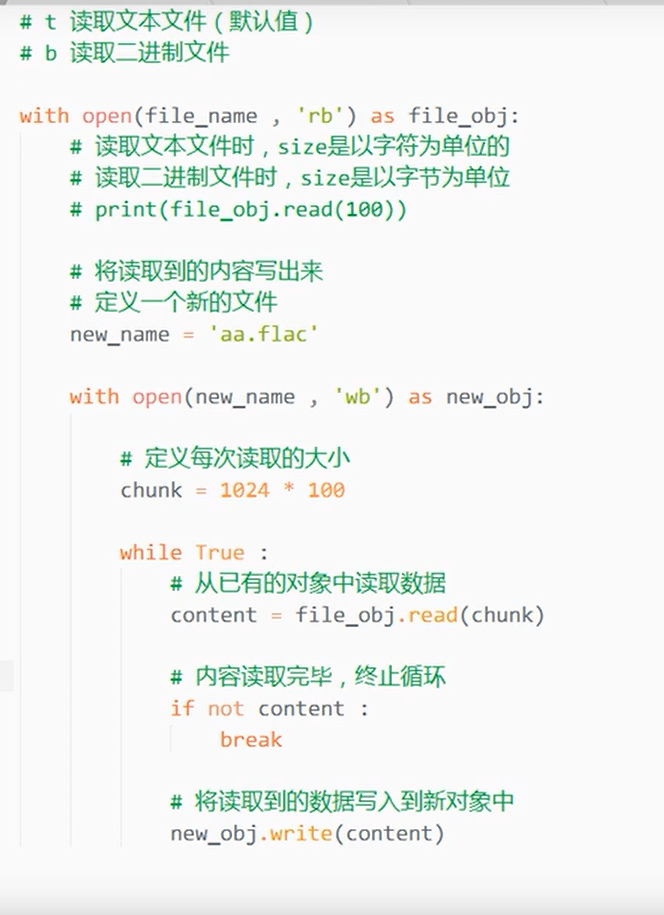 # t 读取文本文件（默认值）
# b 读取二进制文件
with open(file_name , 'rb') as file_obj:
# 读取文本文件时，size是以字符为单位的
# 读取二进制文件时，size是以字节为单位
# print(file_obj.read(100))
# 将读取到的内容写出来
# 定义一个新的文件
new_name = 'aa.flac'
with open(new_name , 'wb') as new_obj:
# 定义每次读取的大小
chunk = 1024 * 100
while True :
# 从已有的对象中读取数据
content = file_obj.read(chunk)
# 内容读取完毕，终止循环
if not content :
break
# 将读取到的数据写入到新对象中
new_obj.write(content)